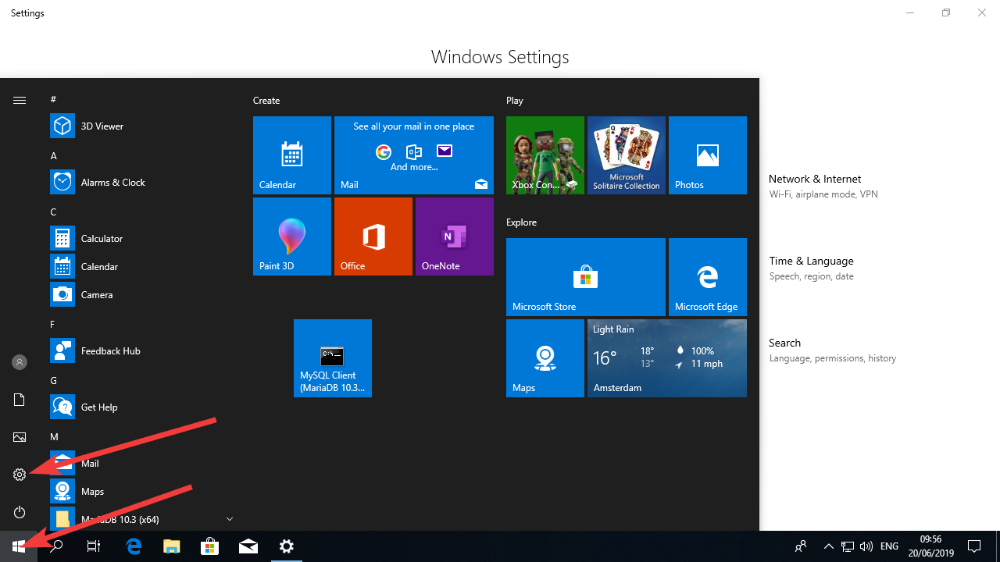 Settings
Windows Settings
#
3D Viewer
A
Alarms & Clock
C
Calculator
Calendar
Camera
F
Feedback Hub
G
Get Help
M
Mail
Maps
MariaDB 10.3 (x64)
Create
Calendar
See all your mail in one place
And more...
Mail
Paint 3D
Office
OneNote
N
C:\_
MySQL Client
(MariaDB 10.3...
Play
Xbox Con...
Microsoft
Solitaire Collection
Photos
Explore
Microsoft Store
Microsoft Edge
Maps
Light Rain
16°
18°
13°
100%
11 mph
Amsterdam
Network & Internet
Wi-Fi, airplane mode, VPN
Time & Language
Speech, region, date
Search
Language, permissions, history
ENG
09:56
20/06/2019